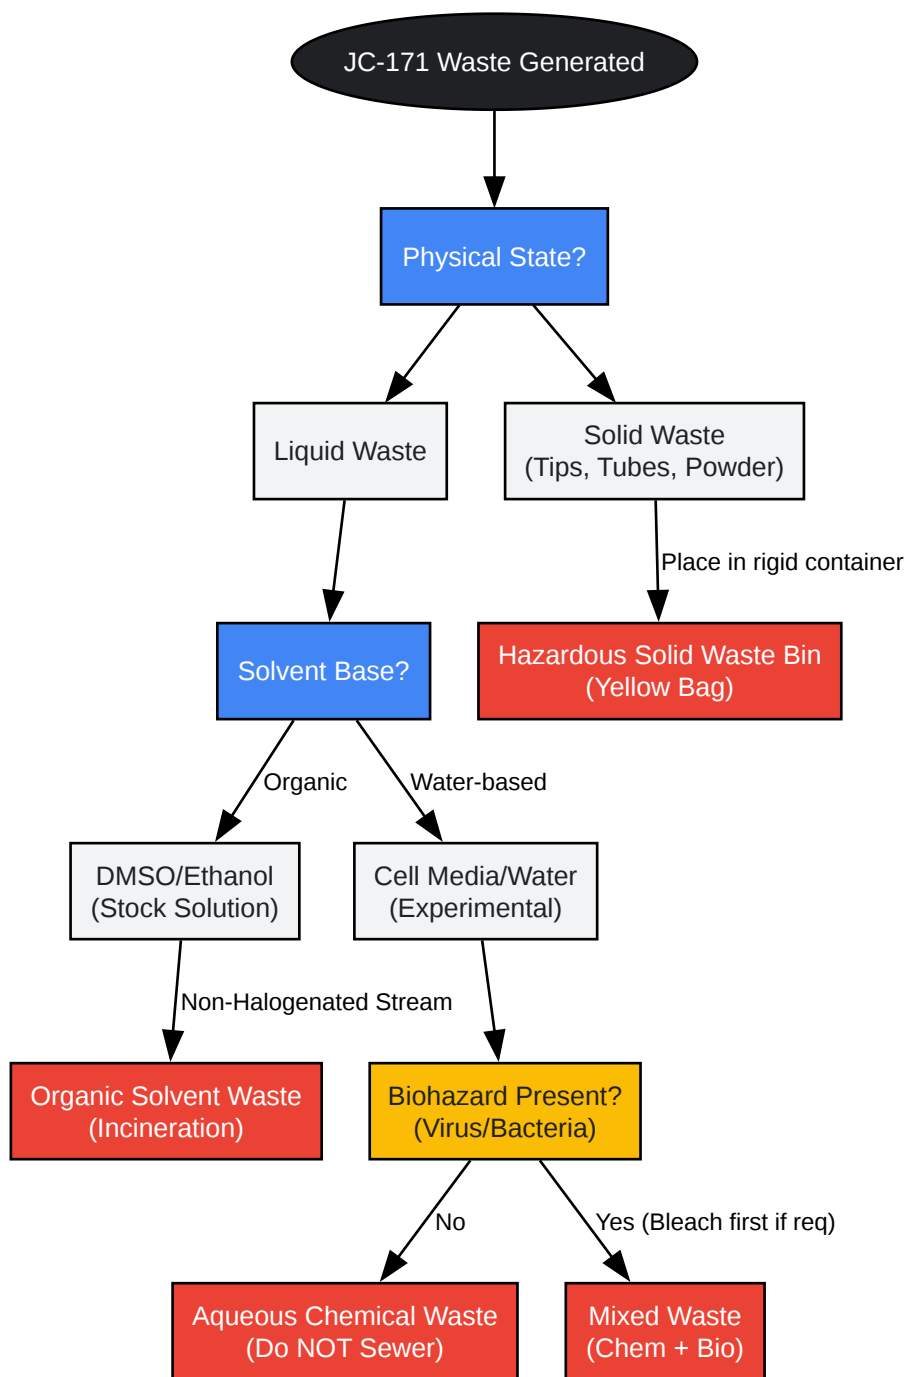 JC-171 Waste Generated
Physical State?
Liquid Waste
Solid Waste
(Tips, Tubes, Powder)
Place in rigid container
Solvent Base?
Hazardous Solid Waste Bin
(Yellow Bag)
Organic
Water-based
DMSO/Ethanol
(Stock Solution)
Cell Media/Water
(Experimental)
Non-Halogenated Stream
Organic Solvent Waste
(Incineration)
Biohazard Present?
(Virus/Bacteria)
No
Yes (Bleach first if req)
Aqueous Chemical Waste
(Do NOT Sewer)
Mixed Waste
(Chem + Bio)